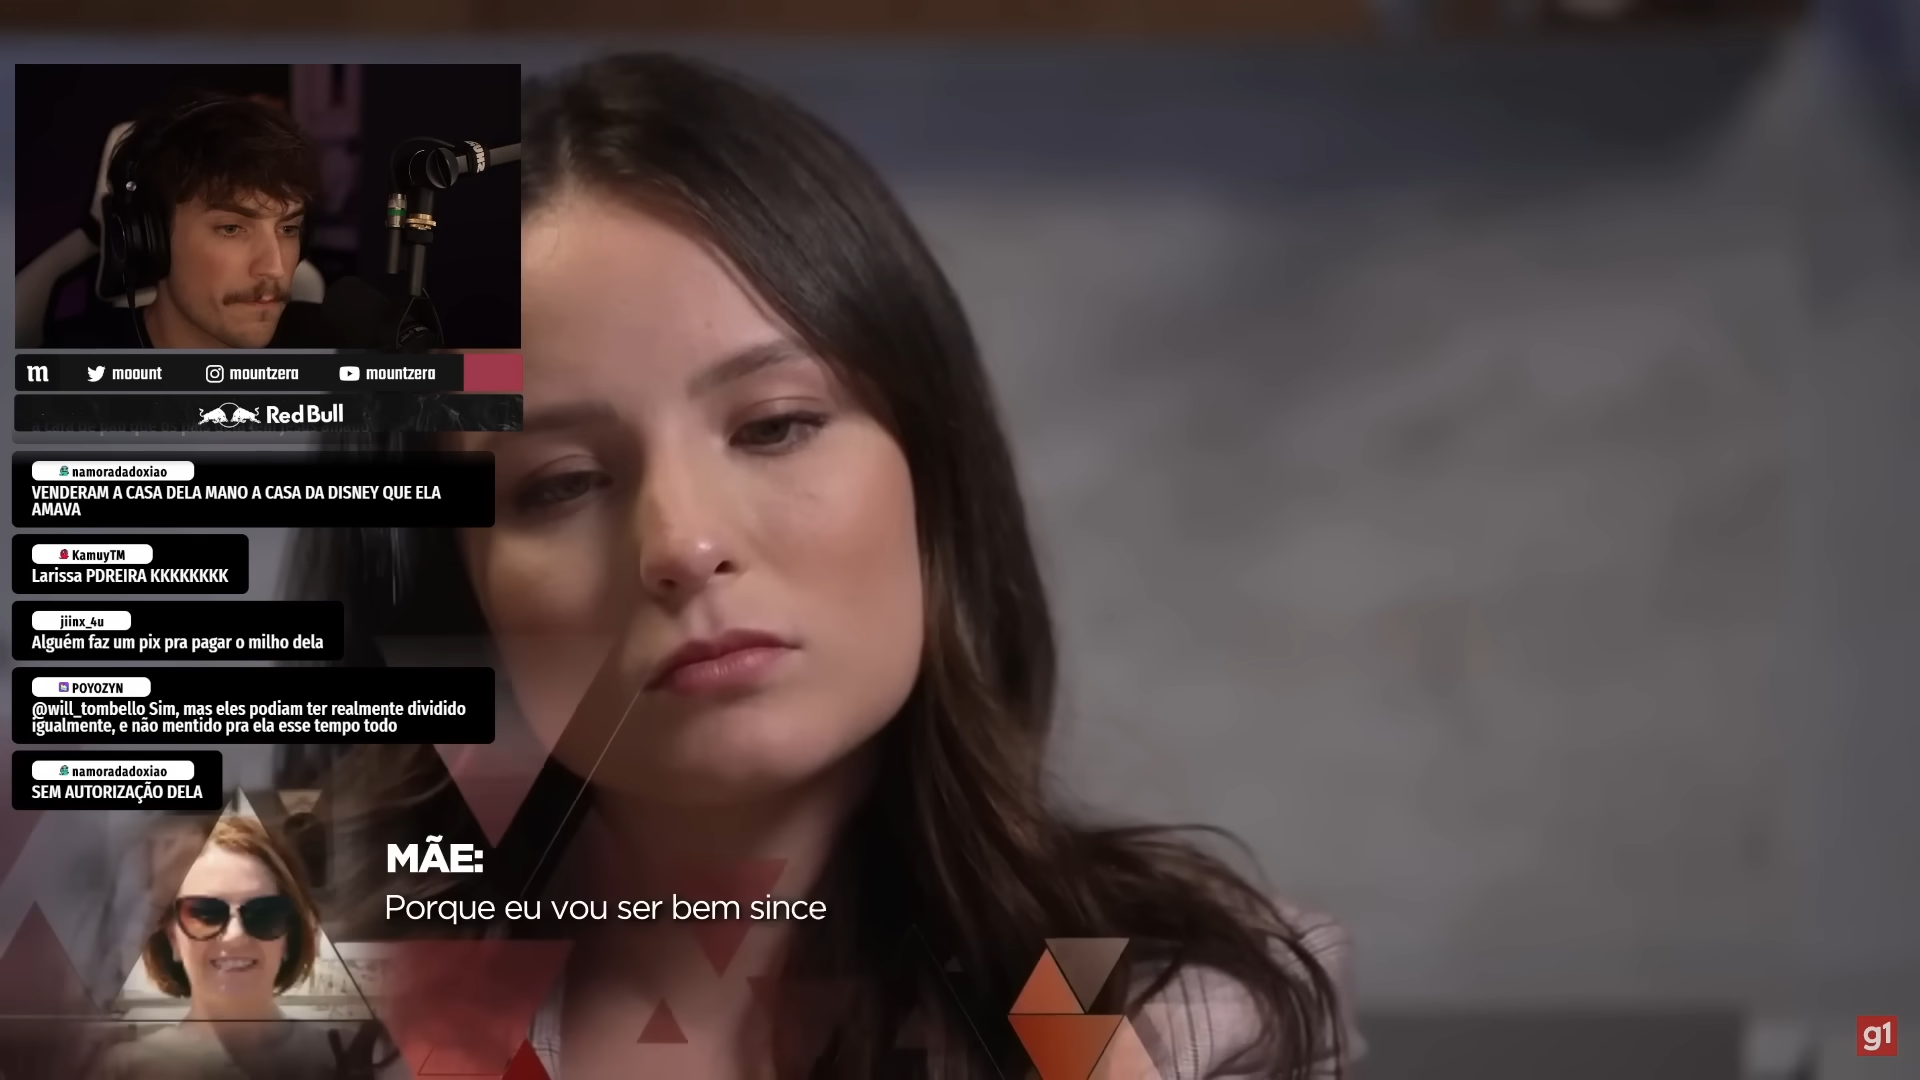 m moount mountzera mountzera
Red Bull
namoradadoxiao
VENDERAM A CASA DELA MANO A CASA DA DISNEY QUE ELA
AMAVA
KamuyTM
Larissa PDREIRA KKKKKKKK
jiinx_4u
Alguém faz um pix pra pagar o milho dela
POYOZYN
@will_tombello Sim, mas eles podiam ter realmente dividido
igualmente, e não mentido pra ela esse tempo todo
namoradadoxiao
SEM AUTORIZAÇÃO DELA
MÃE:
Porque eu vou ser bem since
g1